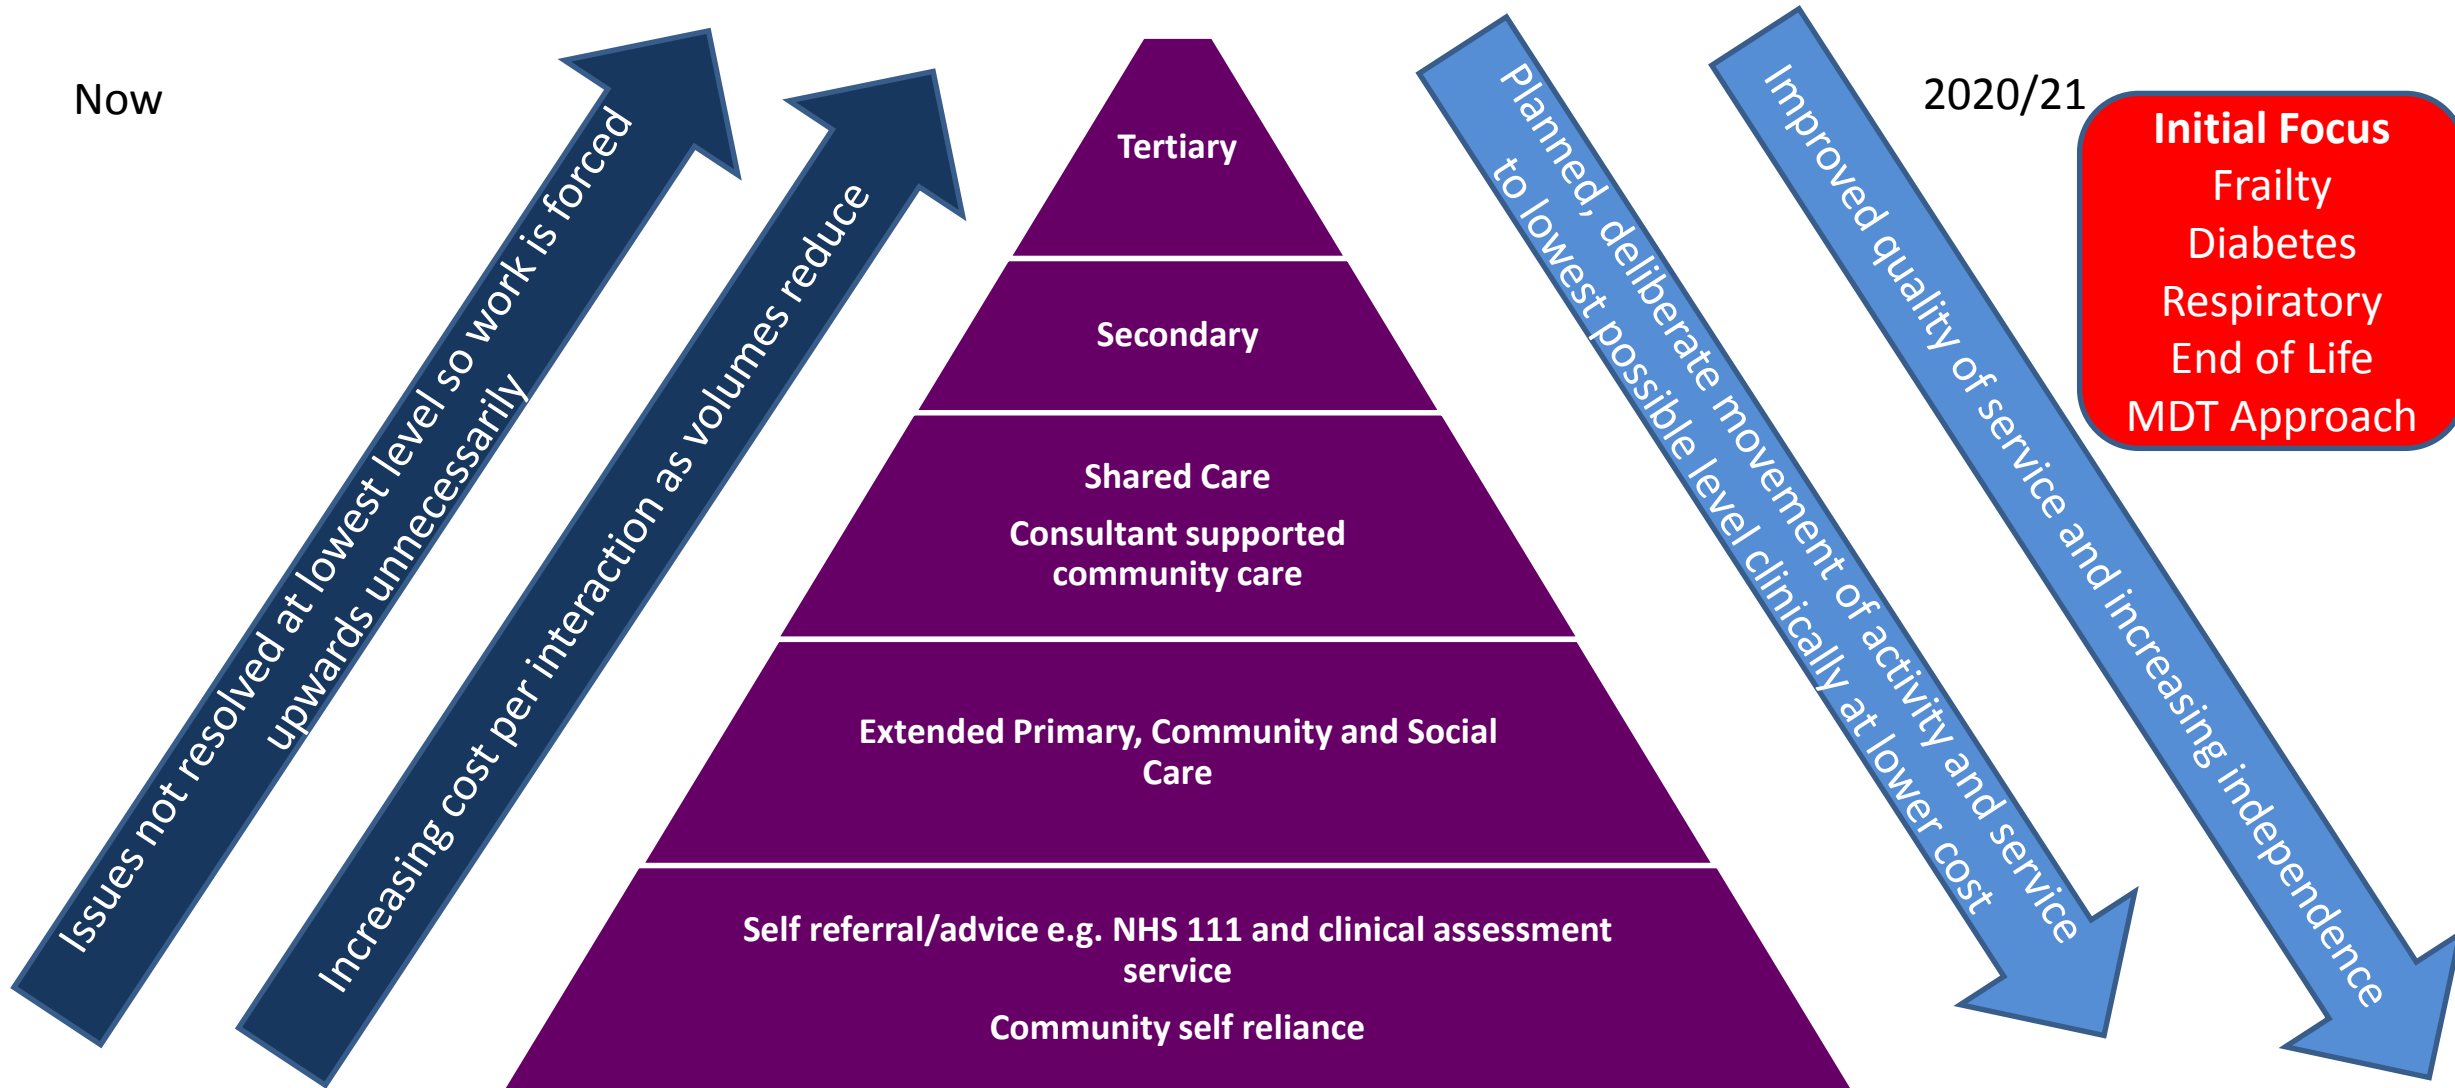 Now
Issues not resolved at lowest level so work is forced
upwards unnecessarily
Increasing cost per interaction as volumes reduce
Tertiary
Secondary
Shared Care
Consultant supported
community care
Extended Primary, Community and Social
Care
Self referral/advice e.g. NHS 111 and clinical assessment
service
Community self reliance
Planned, deliberate movement of activity and service
to lowest possible level clinically at lower cost
Improved quality of service and increasing independence
2020/21
Initial Focus
Frailty
Diabetes
Respiratory
End of Life
MDT Approach